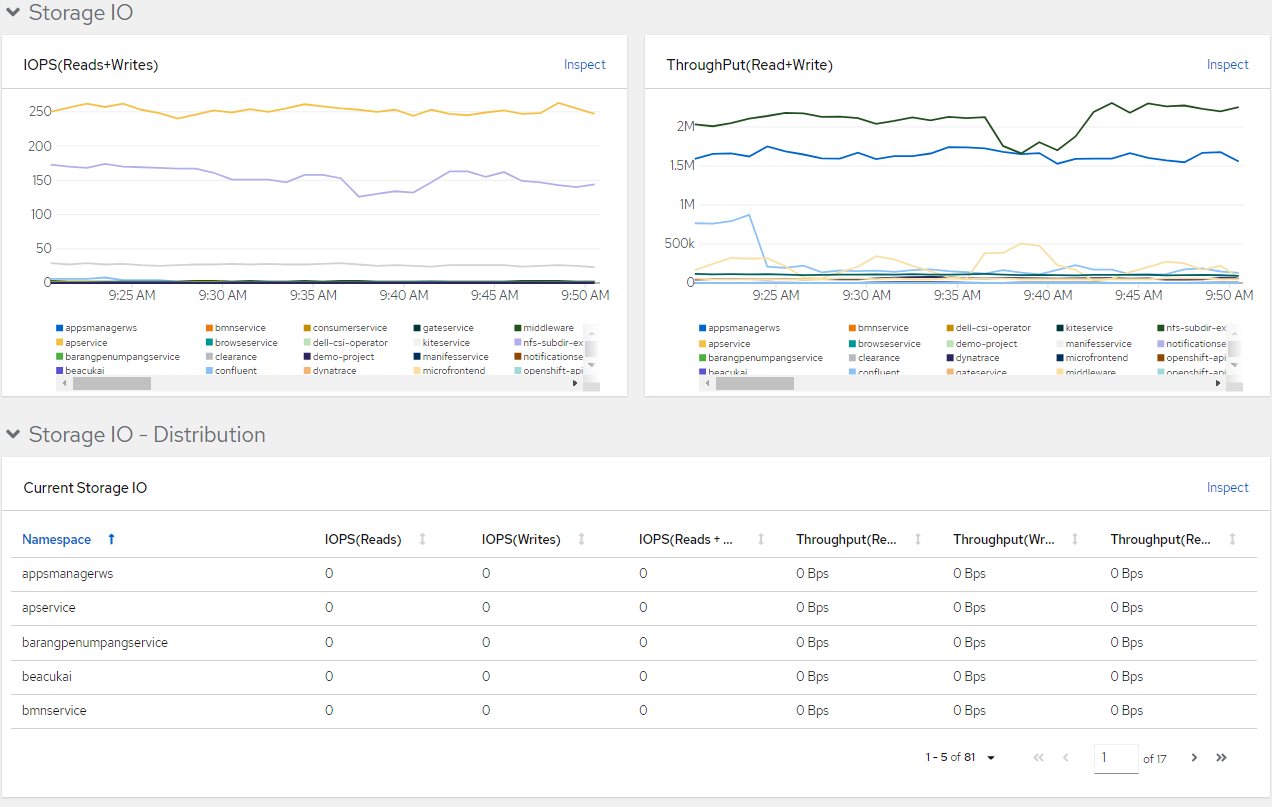 Storage IO
IOPS(Reads+Writes) Inspect
250
200
150
100
50
0
9:25 AM 9:30 AM 9:35 AM 9:40 AM 9:45 AM 9:50 AM
appsmanagerws bmnservice consumerservice gateservice middleware
apservice browseservice dell-csi-operator kiteservice nfs-subdir-ex
barangpenumpangservice clearance demo-project manifesservice notificationse
beacukai confluent dynatrace microfrontend openshift-api
ThroughPut(Read+Write) Inspect
2M
1.5M
1M
500k
0
9:25 AM 9:30 AM 9:35 AM 9:40 AM 9:45 AM 9:50 AM
appsmanagerws bmnservice dell-csi-operator kiteservice nfs-subdir-ex
apservice browseservice demo-project manifesservice notificationse
barangpenumpangservice clearance dynatrace microfrontend openshift-api
beacukai confluent gateservice middleware openshift-api
Storage IO - Distribution
Current Storage IO Inspect
Namespace IOPS(Reads) IOPS(Writes) IOPS(Reads + ... Throughput(Re... Throughput(Wr... Throughput(Re...
appsmanagerws 0 0 0 0 Bps 0 Bps 0 Bps
apservice 0 0 0 0 Bps 0 Bps 0 Bps
barangpenumpangservice 0 0 0 0 Bps 0 Bps 0 Bps
beacukai 0 0 0 0 Bps 0 Bps 0 Bps
bmnservice 0 0 0 0 Bps 0 Bps 0 Bps
1 - 5 of 81 1 of 17